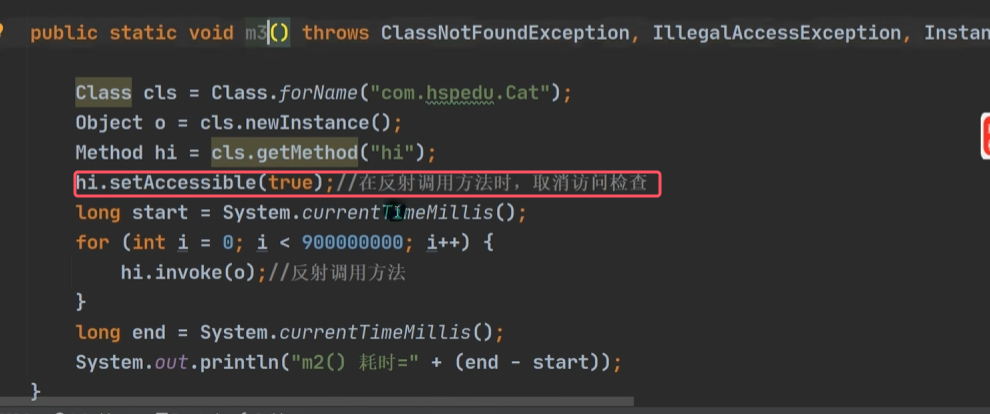 public static void m3() throws ClassNotFoundException, IllegalAccessException, Instan
Class cls = Class.forName("com.hspedu.Cat");
Object o = cls.newInstance();
Method hi = cls.getMethod("hi");
hi.setAccessible(true);//在反射调用方法时，取消访问检查
long start = System.currentTimeMillis();
for (int i = 0; i < 900000000; i++) {
hi.invoke(o);//反射调用方法
}
long end = System.currentTimeMillis();
System.out.println("m2() 耗时=" + (end - start));
}